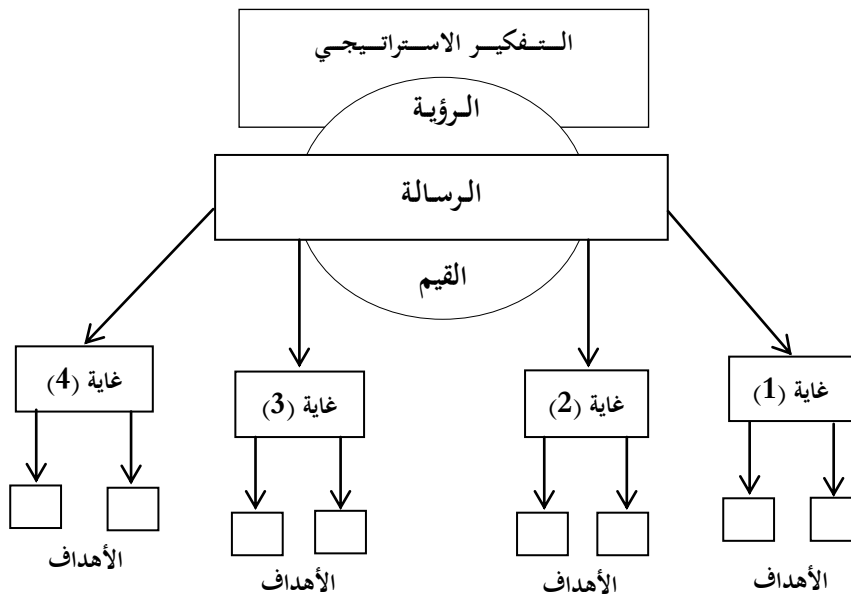 التفكير الاستراتيجي
الرؤية
الرسالة
القيم
غاية (1)
غاية (2)
غاية (3)
غاية (4)
الأهداف
الأهداف
الأهداف
الأهداف